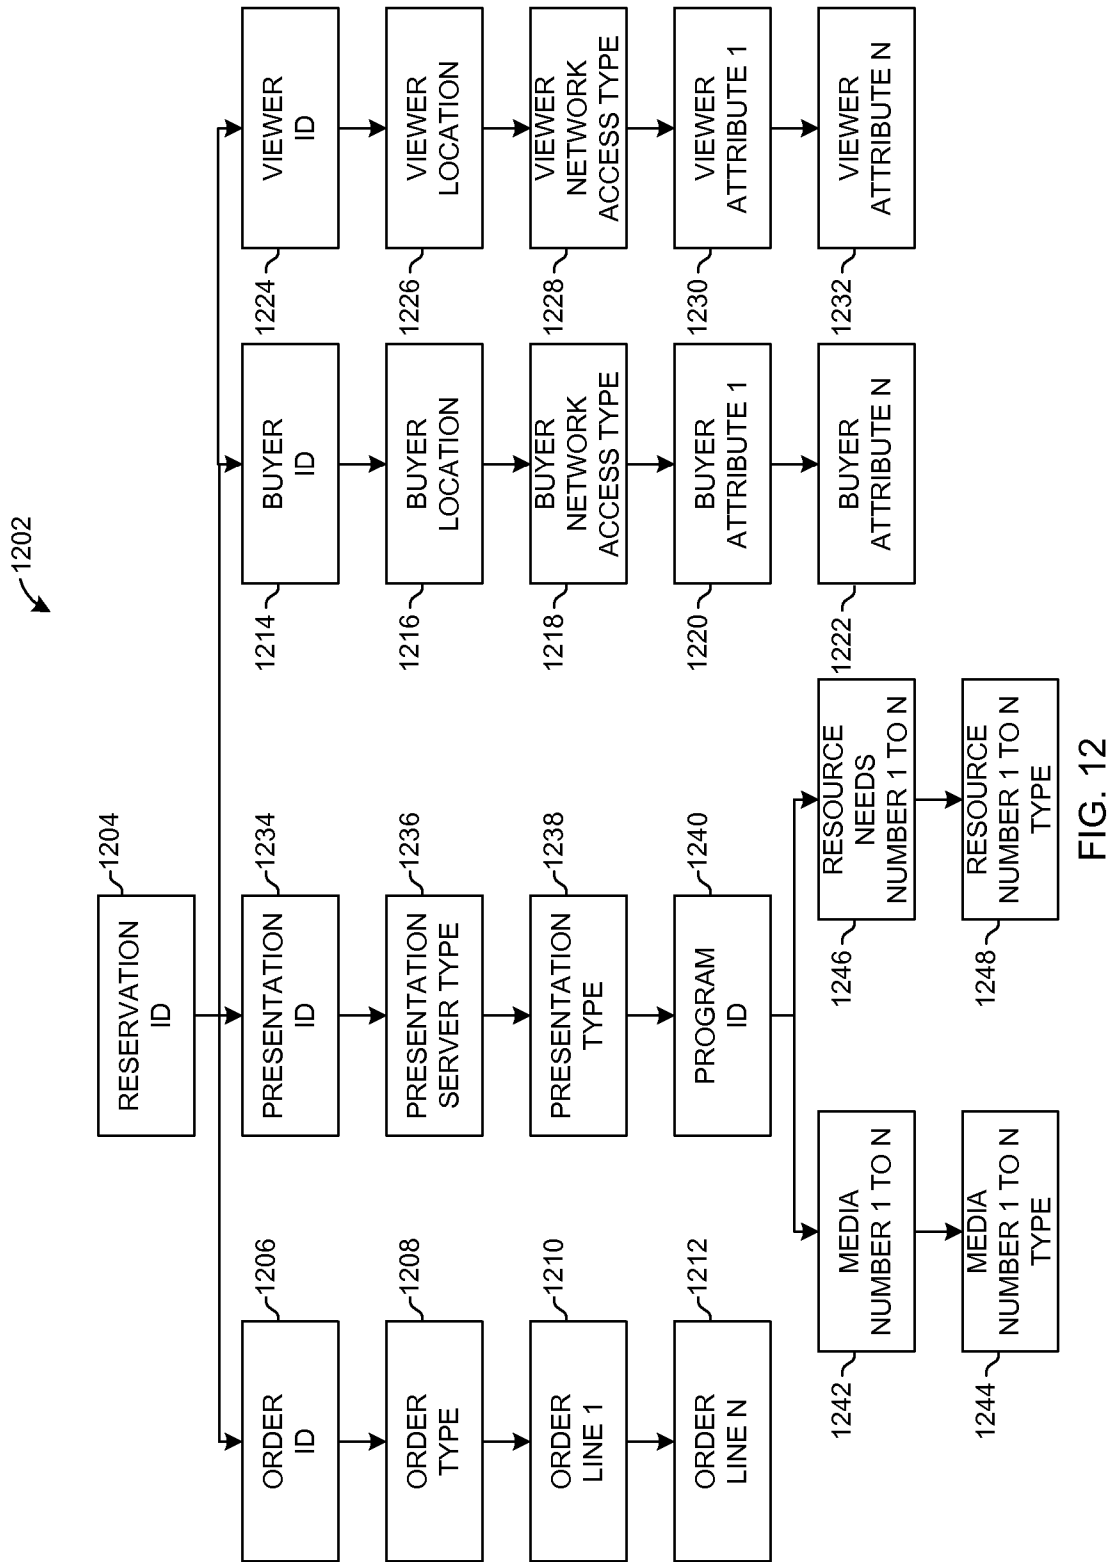 1202
RESERVATION
ID
1204
ORDER
ID
1206
ORDER
TYPE
1208
ORDER
LINE 1
1210
ORDER
LINE N
1212
PRESENTATION
ID
1234
PRESENTATION
SERVER TYPE
1236
PRESENTATION
TYPE
1238
PROGRAM
ID
1240
MEDIA
NUMBER 1 TO N
1242
MEDIA
NUMBER 1 TO N
TYPE
1244
RESOURCE
NEEDS
NUMBER 1 TO N
1246
RESOURCE
NUMBER 1 TO N
TYPE
1248
BUYER
ID
1214
BUYER
LOCATION
1216
BUYER
NETWORK
ACCESS TYPE
1218
BUYER
ATTRIBUTE 1
1220
BUYER
ATTRIBUTE N
1222
VIEWER
ID
1224
VIEWER
LOCATION
1226
VIEWER
NETWORK
ACCESS TYPE
1228
VIEWER
ATTRIBUTE 1
1230
VIEWER
ATTRIBUTE N
1232
FIG. 12